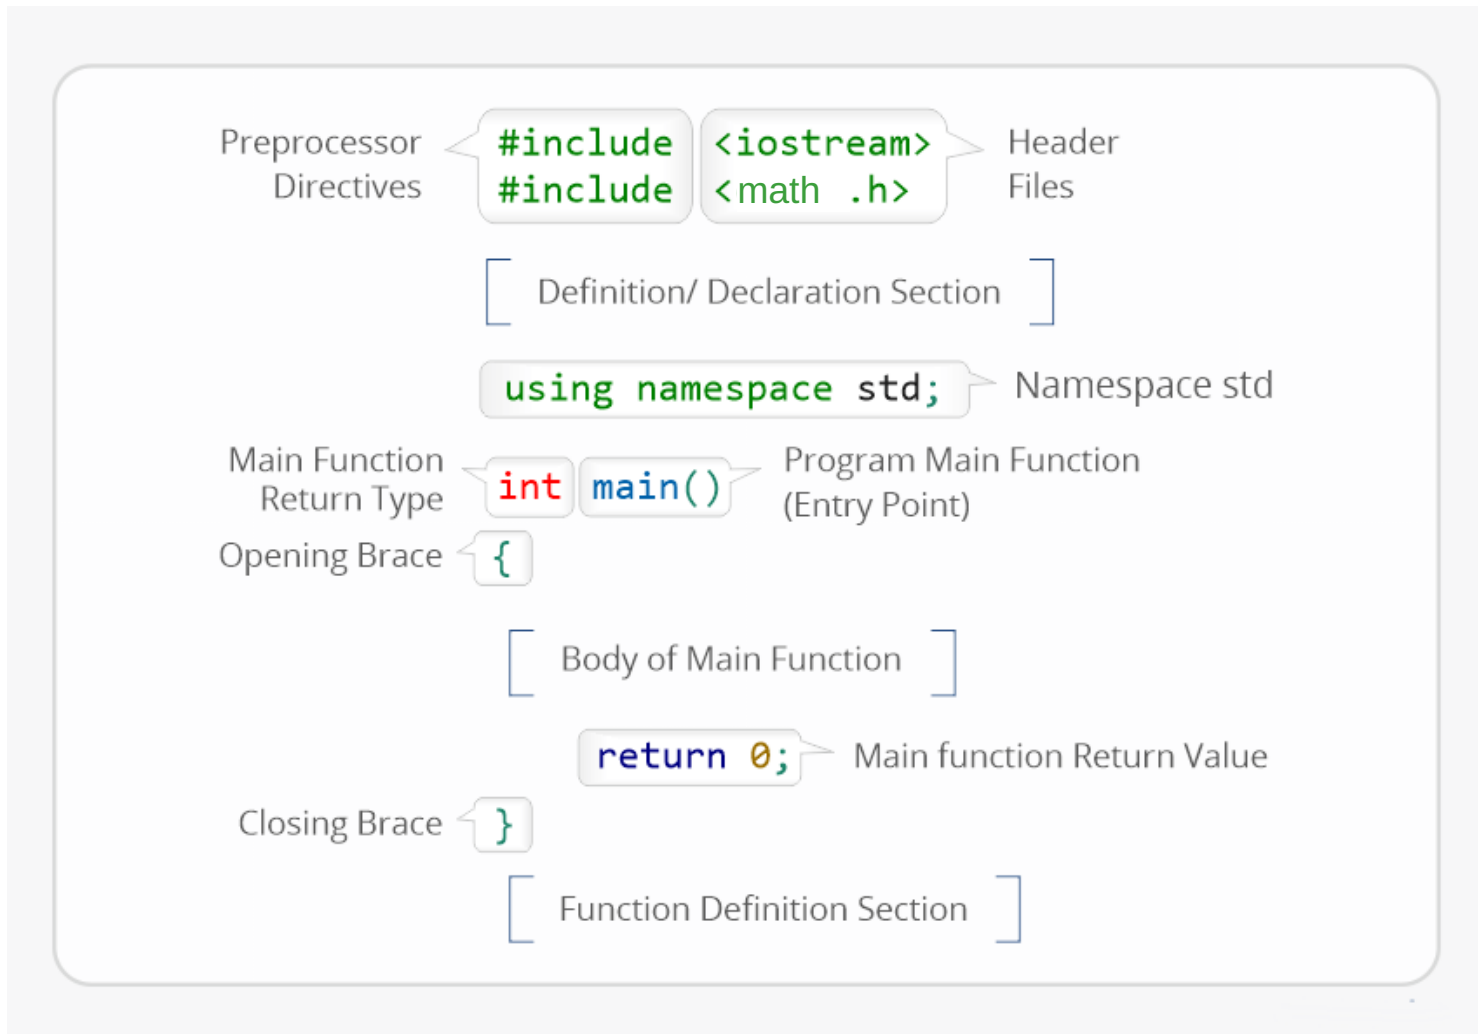 Preprocessor
Directives
#include <iostream>
#include <math .h>
Header
Files
Definition/ Declaration Section
using namespace std;
Namespace std
Main Function
Return Type
int main()
Program Main Function
(Entry Point)
Opening Brace
{
Body of Main Function
return 0;
Main function Return Value
Closing Brace
}
Function Definition Section